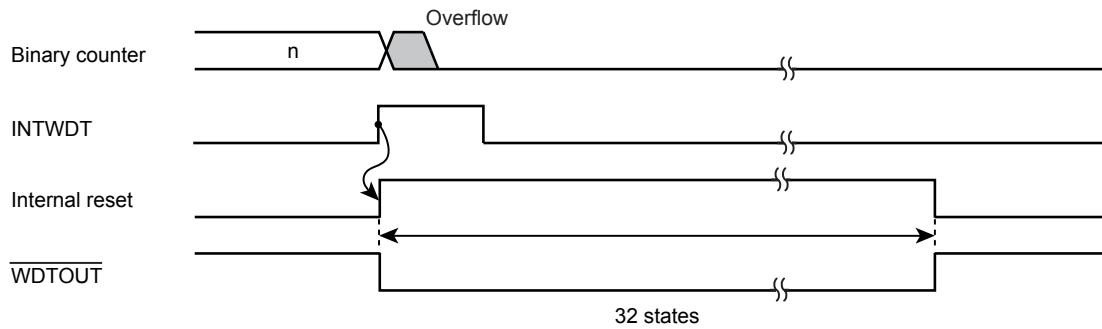 Overflow
Binary counter
n
INTWDT
Internal reset
WDTOUT
32 states